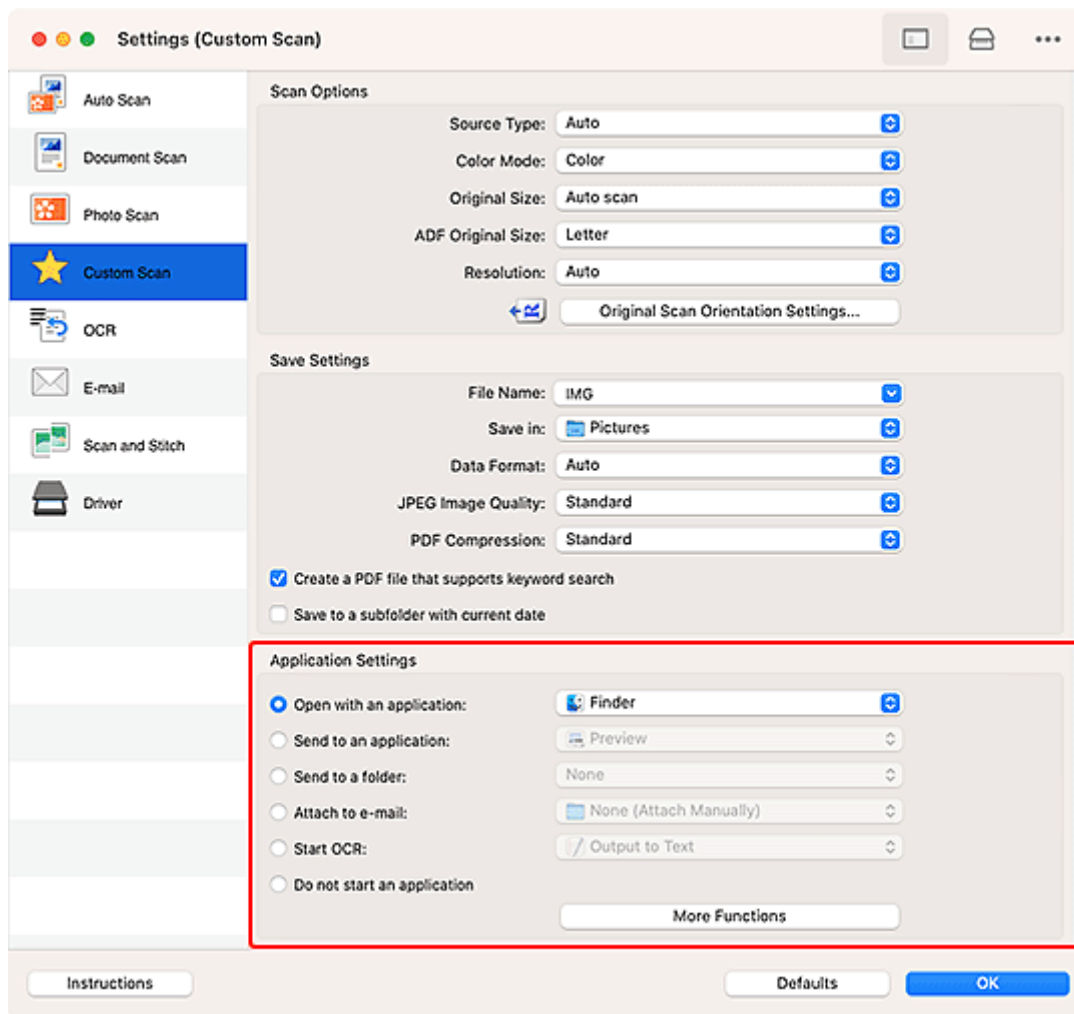 Settings (Custom Scan)
Auto Scan
Document Scan
Photo Scan
Custom Scan
OCR
E-mail
Scan and Stitch
Driver
Scan Options
Source Type: Auto
Color Mode: Color
Original Size: Auto scan
ADF Original Size: Letter
Resolution: Auto
Original Scan Orientation Settings...
Save Settings
File Name: IMG
Save in: Pictures
Data Format: Auto
JPEG Image Quality: Standard
PDF Compression: Standard
Create a PDF file that supports keyword search
Save to a subfolder with current date
Application Settings
Open with an application: Finder
Send to an application: Preview
Send to a folder: None
Attach to e-mail: None (Attach Manually)
Start OCR: Output to Text
Do not start an application
More Functions
Instructions
Defaults
OK